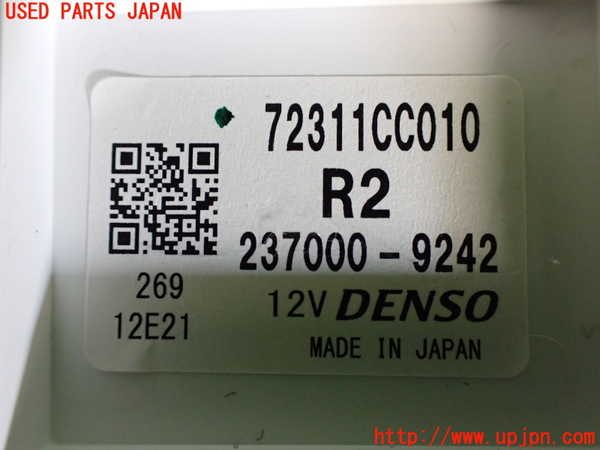 USED PARTS JAPAN
72311CC010
R2
237000-9242
269
12V DENSO
12E21
MADE IN JAPAN
http://www.upjpn.com/